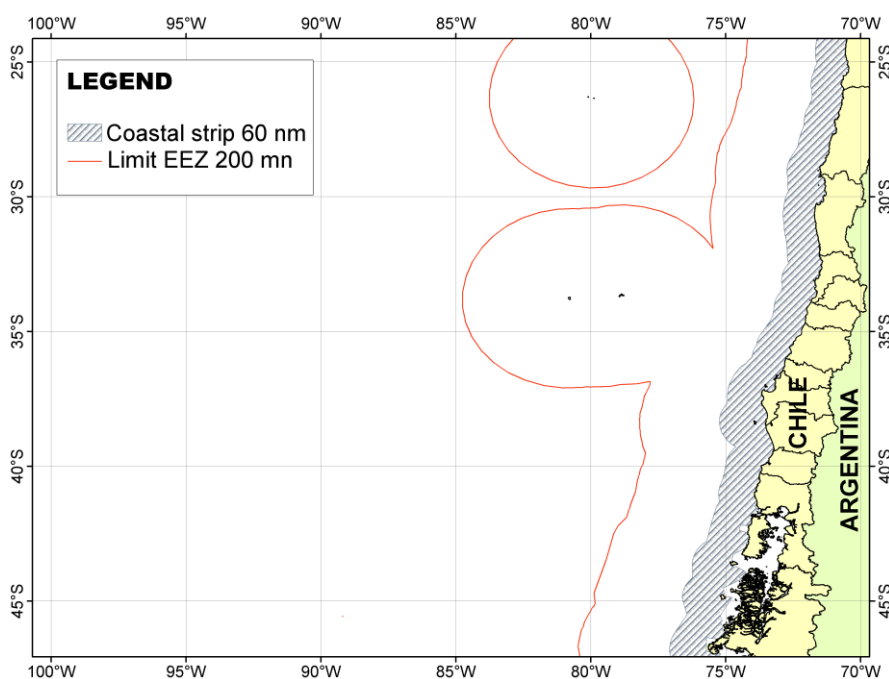 100°W 95°W 90°W 85°W 80°W 75°W 70°W
25°S 25°S
LEGEND
Coastal strip 60 nm
Limit EEZ 200 mn
30°S 30°S
35°S 35°S
CHILE
ARGENTINA
40°S 40°S
45°S 45°S
100°W 95°W 90°W 85°W 80°W 75°W 70°W